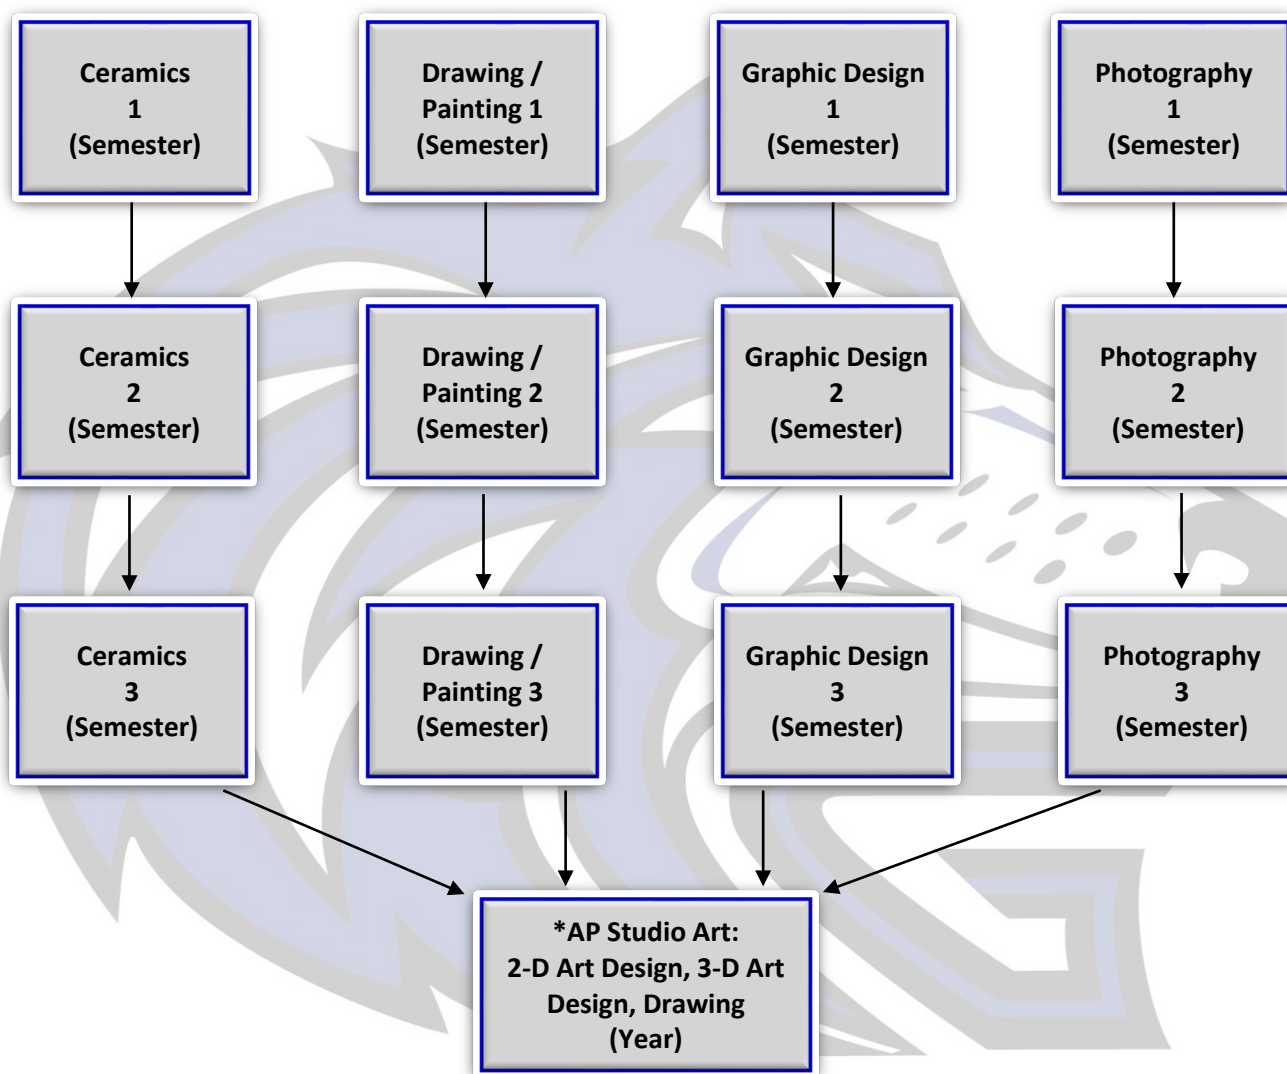 Ceramics
1
(Semester)
Drawing /
Painting 1
(Semester)
Graphic Design
1
(Semester)
Photography
1
(Semester)
Ceramics
2
(Semester)
Drawing /
Painting 2
(Semester)
Graphic Design
2
(Semester)
Photography
2
(Semester)
Ceramics
3
(Semester)
Drawing /
Painting 3
(Semester)
Graphic Design
3
(Semester)
Photography
3
(Semester)
*AP Studio Art:
2-D Art Design, 3-D Art
Design, Drawing
(Year)